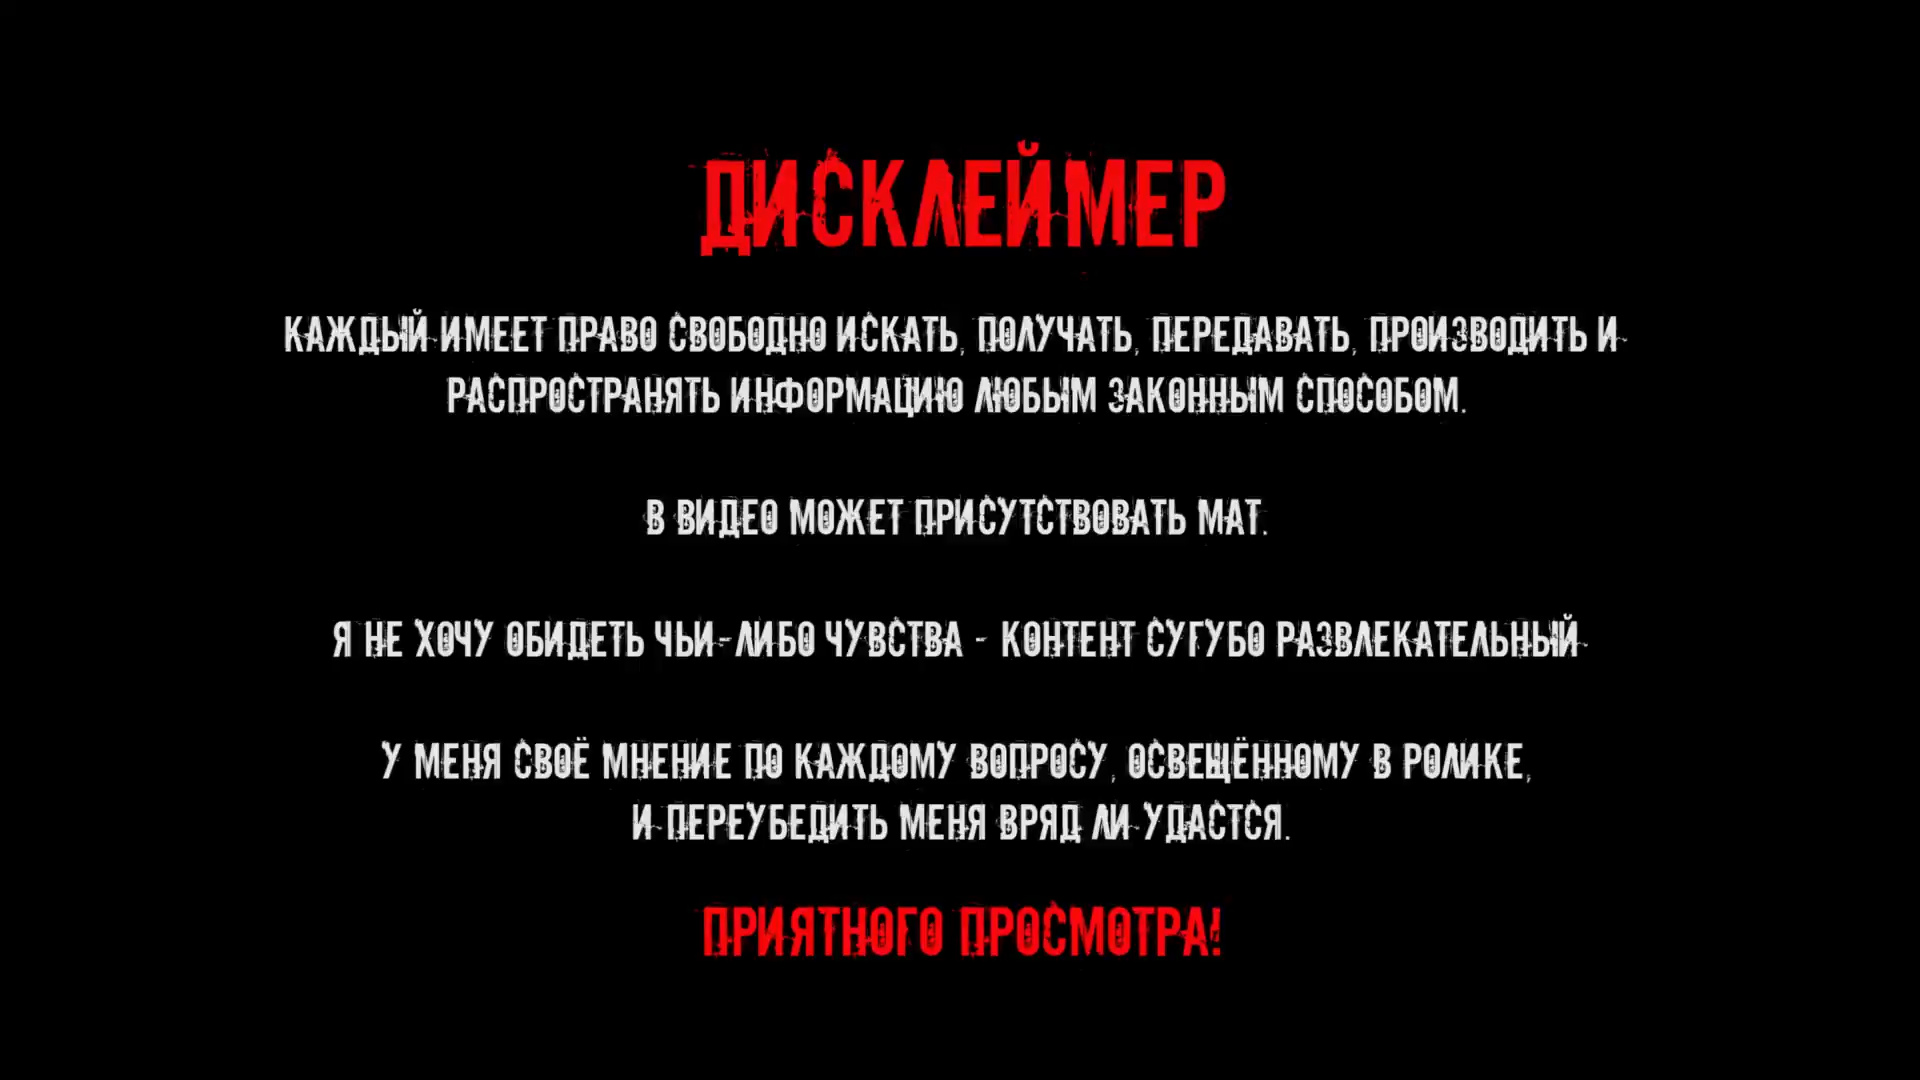 ДИСКЛЕЙМЕР
КАЖДЫЙ ИМЕЕТ ПРАВО СВОБОДНО ИСКАТЬ, ПОЛУЧАТЬ, ПЕРЕДАВАТЬ, ПРОИЗВОДИТЬ И
РАСПРОСТРАНЯТЬ ИНФОРМАЦИЮ ЛЮБЫМ ЗАКОННЫМ СПОСОБОМ.
В ВИДЕО МОЖЕТ ПРИСУТСТВОВАТЬ МАТ.
Я НЕ ХОЧУ ОБИДЕТЬ ЧЬИ-ЛИБО ЧУВСТВА - КОНТЕНТ СУГУБО РАЗВЛЕКАТЕЛЬНЫЙ
У МЕНЯ СВОЁ МНЕНИЕ ПО КАЖДОМУ ВОПРОСУ, ОСВЕЩЁННОМУ В РОЛИКЕ,
И ПЕРЕУБЕДИТЬ МЕНЯ ВРЯД ЛИ УДАСТСЯ.
ПРИЯТНОГО ПРОСМОТРА!